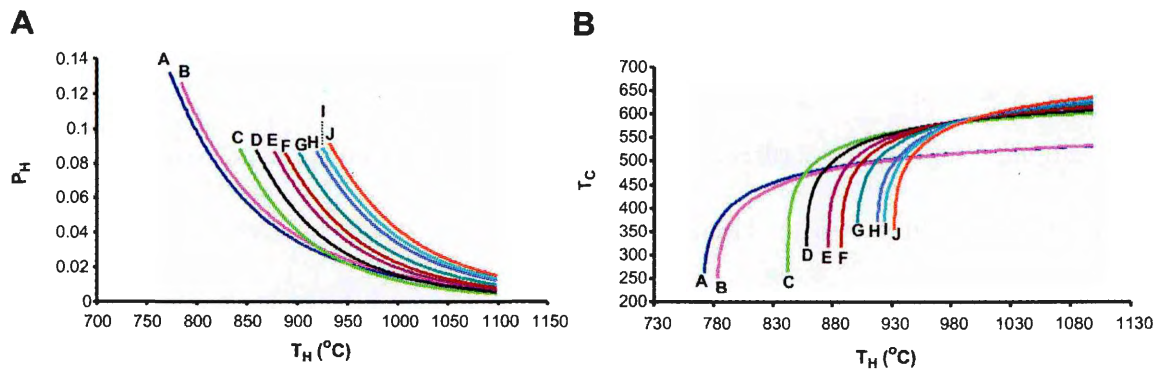 A
B
0.14
0.12
0.1
0.08
0.06
0.04
0.02
0
P_H
A
B
C
D
E
F
G
H
I
J
700
750
800
850
900
950
1000
1050
1100
1150
T_H (°C)
700
650
600
550
500
450
400
350
300
250
200
T_C
A
B
C
D
E
F
G
H
I
J
730
780
830
880
930
980
1030
1080
1130
T_H (°C)